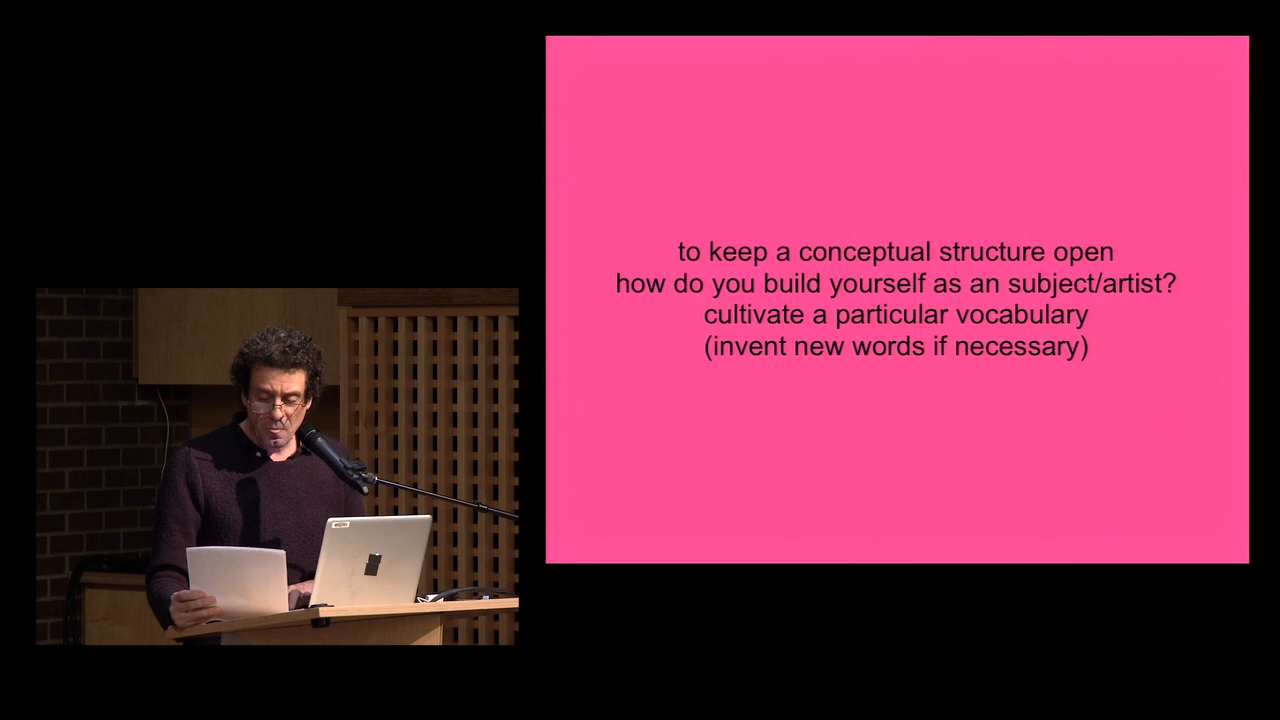 to keep a conceptual structure open
how do you build yourself as an subject/artist?
cultivate a particular vocabulary
(invent new words if necessary)